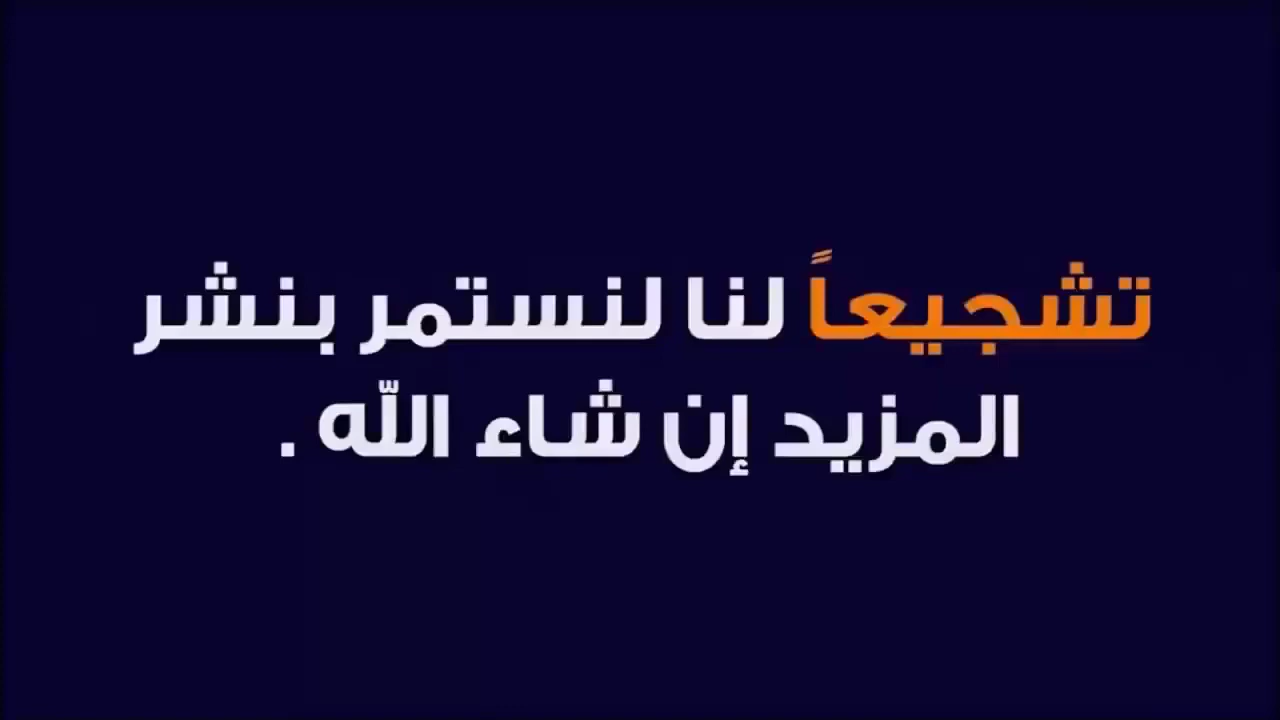 تشجيعاً لنا لنستمر بنشر
المزيد إن شاء اللّه .